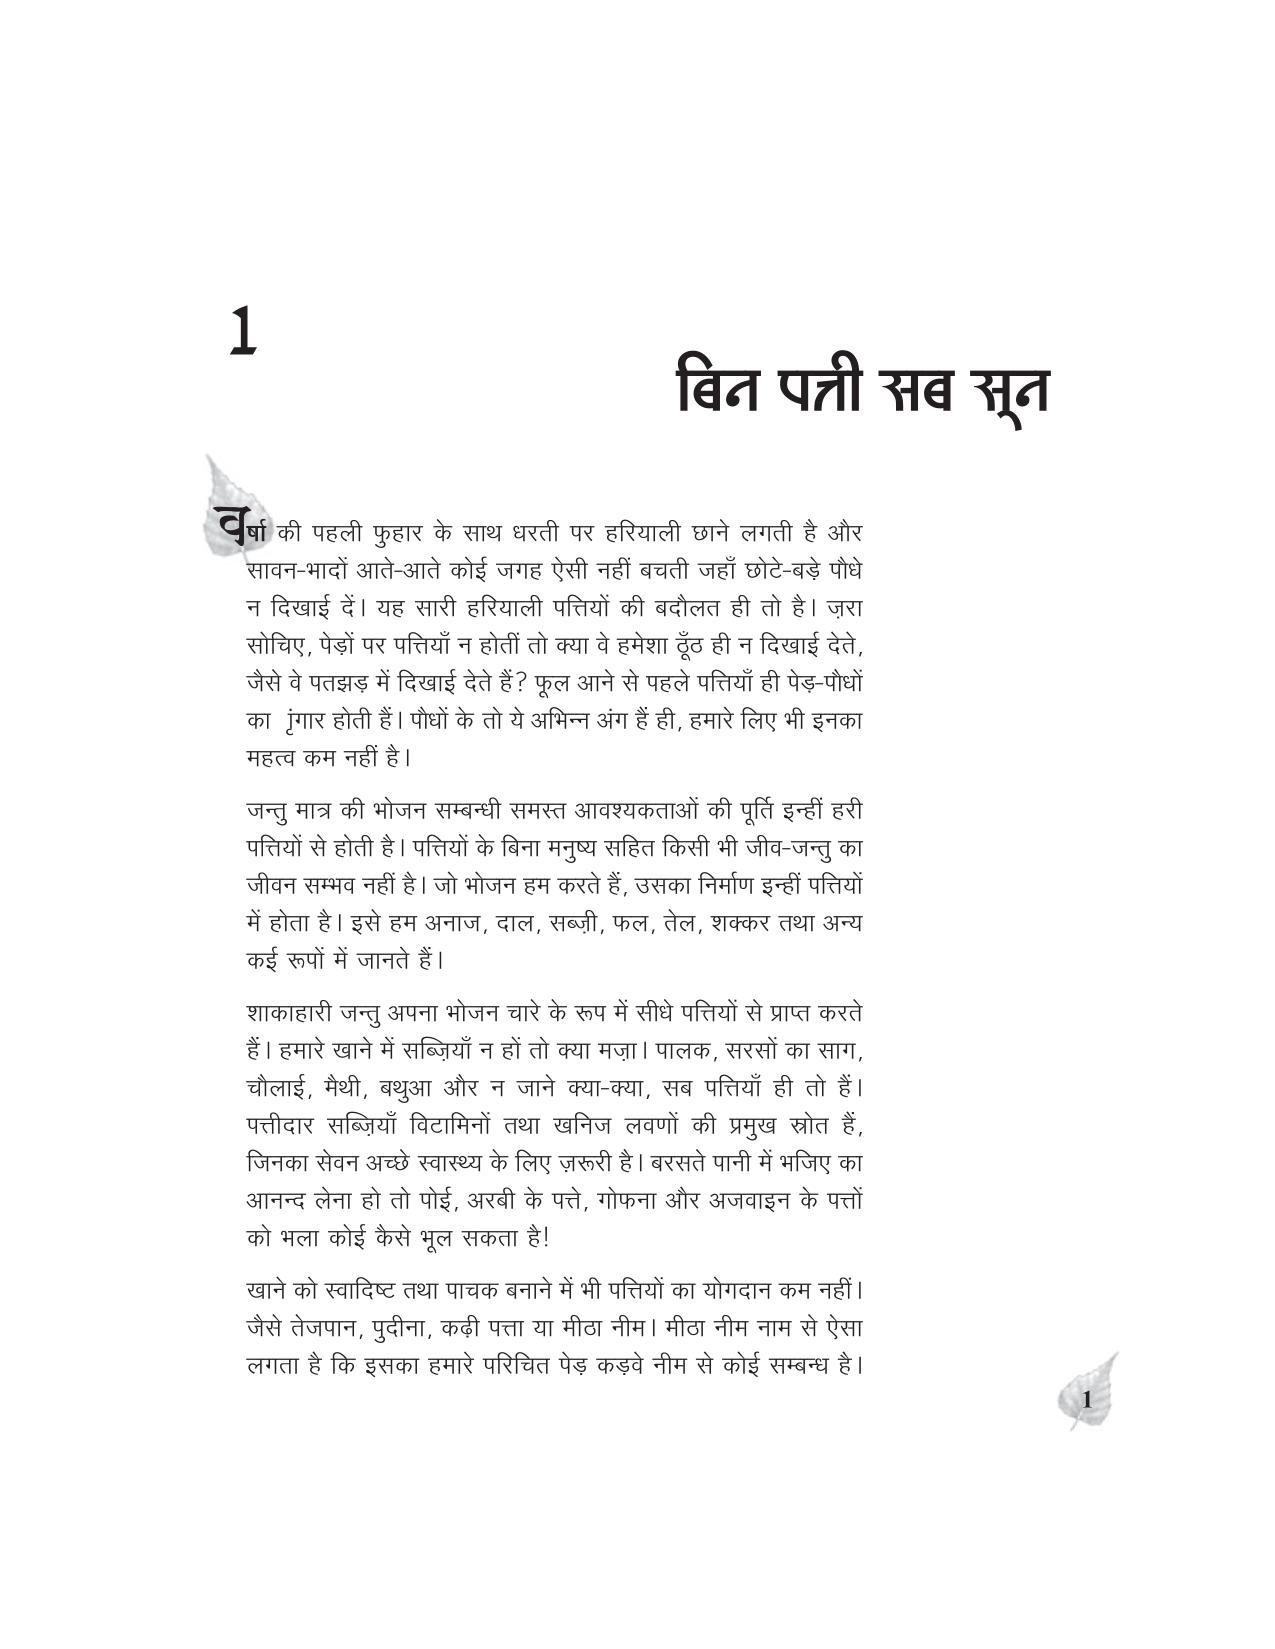 1
बिन पत्ती सब सून
वर्षा की पहली फुहार के साथ धरती पर हरियाली छाने लगती है और
सावन-भादों आते-आते कोई जगह ऐसी नहीं बचती जहाँ छोटे-बड़े पौधे
न दिखाई दें। यह सारी हरियाली पत्तियों की बदौलत ही तो है। ज़रा
सोचिए, पेड़ों पर पत्तियाँ न होतीं तो क्या वे हमेशा ठूँठ ही न दिखाई देते,
जैसे वे पतझड़ में दिखाई देते हैं? फूल आने से पहले पत्तियाँ ही पेड़-पौधों
का शृंगार होती हैं। पौधों के तो ये अभिन्न अंग हैं ही, हमारे लिए भी इनका
महत्व कम नहीं है।
जन्तु मात्र की भोजन सम्बन्धी समस्त आवश्यकताओं की पूर्ति इन्हीं हरी
पत्तियों से होती है। पत्तियों के बिना मनुष्य सहित किसी भी जीव-जन्तु का
जीवन सम्भव नहीं है। जो भोजन हम करते हैं, उसका निर्माण इन्हीं पत्तियों
में होता है। इसे हम अनाज, दाल, सब्ज़ी, फल, तेल, शक्कर तथा अन्य
कई रूपों में जानते हैं।
शाकाहारी जन्तु अपना भोजन चारे के रूप में सीधे पत्तियों से प्राप्त करते
हैं। हमारे खाने में सब्ज़ियाँ न हों तो क्या मज़ा। पालक, सरसों का साग,
चौलाई, मैथी, बथुआ और न जाने क्या-क्या, सब पत्तियाँ ही तो हैं।
पत्तीदार सब्ज़ियाँ विटामिनों तथा खनिज लवणों की प्रमुख स्रोत हैं,
जिनका सेवन अच्छे स्वास्थ्य के लिए ज़रूरी है। बरसते पानी में भजिए का
आनन्द लेना हो तो पोई, अरबी के पत्ते, गोफना और अजवाइन के पत्तों
को भला कोई कैसे भूल सकता है!
खाने को स्वादिष्ट तथा पाचक बनाने में भी पत्तियों का योगदान कम नहीं।
जैसे तेजपान, पुदीना, कढ़ी पत्ता या मीठा नीम। मीठा नीम नाम से ऐसा
लगता है कि इसका हमारे परिचित पेड़ कड़वे नीम से कोई सम्बन्ध है।
1